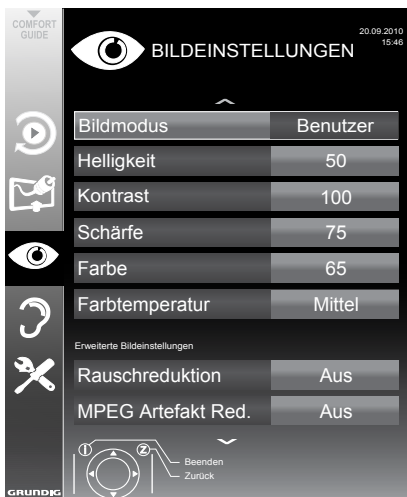 COMFORT
GUIDE
20.09.2010
15:46
BILDEINSTELLUNGEN
Bildmodus Benutzer
Helligkeit 50
Kontrast 100
Schärfe 75
Farbe 65
Farbtemperatur Mittel
Erweiterte Bildeinstellungen
Rauschreduktion Aus
MPEG Artefakt Red. Aus
Beenden
Zurück
GRUNDIG